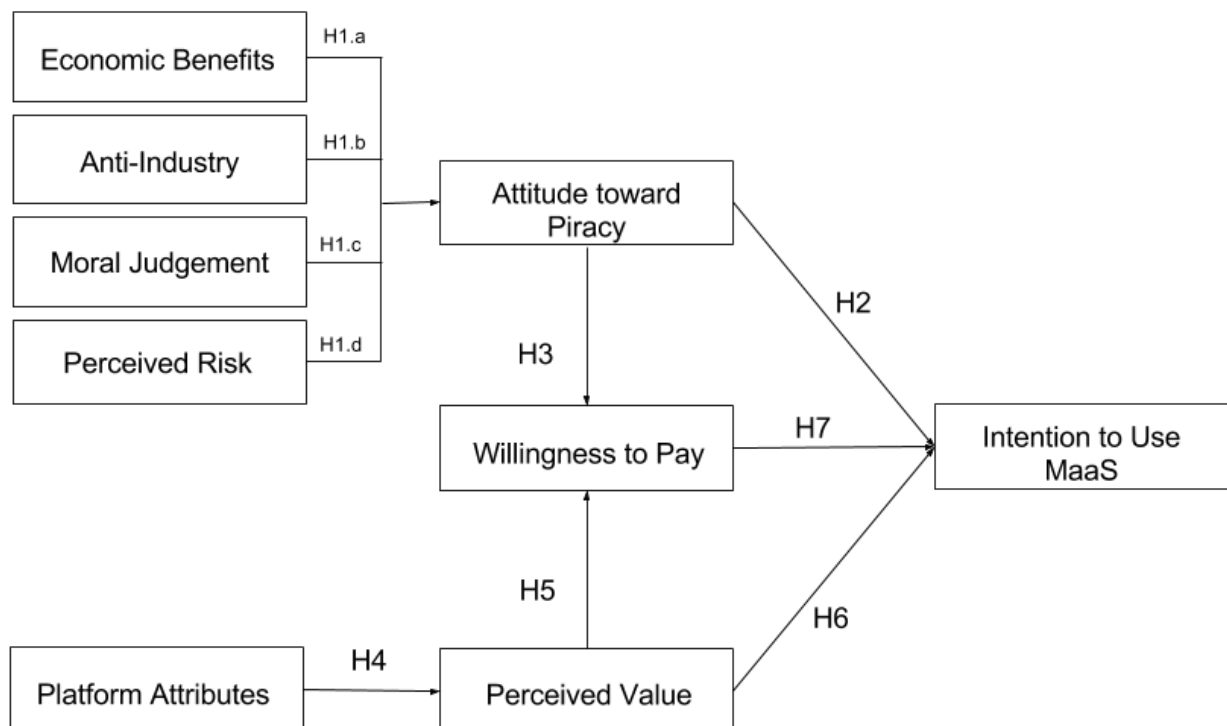 H1.a
Economic Benefits
H1.b
Anti-Industry
Attitude toward
Piracy
H1.c
Moral Judgement
H2
H1.d
Perceived Risk
H3
H7
Willingness to Pay
Intention to Use
MaaS
H5
H6
H4
Platform Attributes
Perceived Value